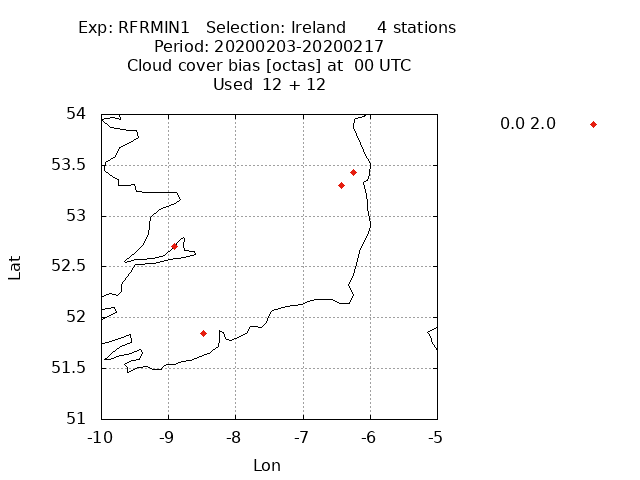 Exp: RFRMIN1   Selection: Ireland      4 stations
Period: 20200203-20200217
Cloud cover bias [octas] at  00 UTC
Used  12 + 12
0.0 2.0
54
53.5
53
52.5
52
51.5
51
Lat
-10 -9 -8 -7 -6 -5
Lon